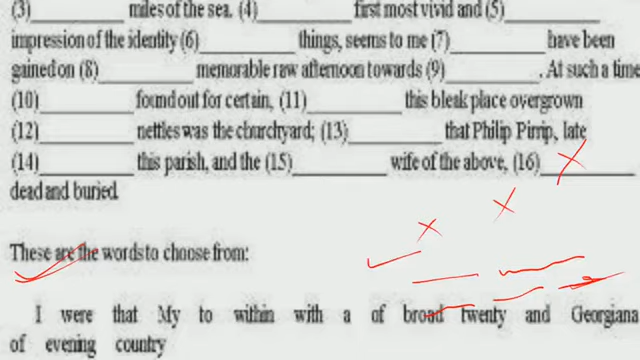 (3)__________ miles of the sea. (4)__________ first most vivid and (5)__________
impression of the identity (6)__________ things, seems to me (7)__________ have been
gained on (8)__________ memorable raw afternoon towards (9)__________. At such a time
(10)__________ found out for certain, (11)__________ this bleak place overgrown
(12)__________ nettles was the churchyard; (13)__________ that Philip Pirrip, late
(14)__________ this parish, and the (15)__________ wife of the above, (16)__________
dead and buried.
These are the words to choose from:
I were that My to within with a of broad twenty and Georgiana
of evening country